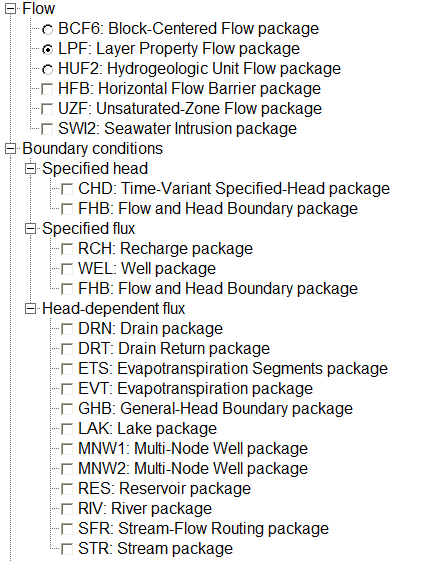 Flow
BCF6: Block-Centered Flow package
LPF: Layer Property Flow package
HUF2: Hydrogeologic Unit Flow package
HFB: Horizontal Flow Barrier package
UZF: Unsaturated-Zone Flow package
SWI2: Seawater Intrusion package
Boundary conditions
Specified head
CHD: Time-Variant Specified-Head package
FHB: Flow and Head Boundary package
Specified flux
RCH: Recharge package
WEL: Well package
FHB: Flow and Head Boundary package
Head-dependent flux
DRN: Drain package
DRT: Drain Return package
ETS: Evapotranspiration Segments package
EVT: Evapotranspiration package
GHB: General-Head Boundary package
LAK: Lake package
MNW1: Multi-Node Well package
MNW2: Multi-Node Well package
RES: Reservoir package
RIV: River package
SFR: Stream-Flow Routing package
STR: Stream package